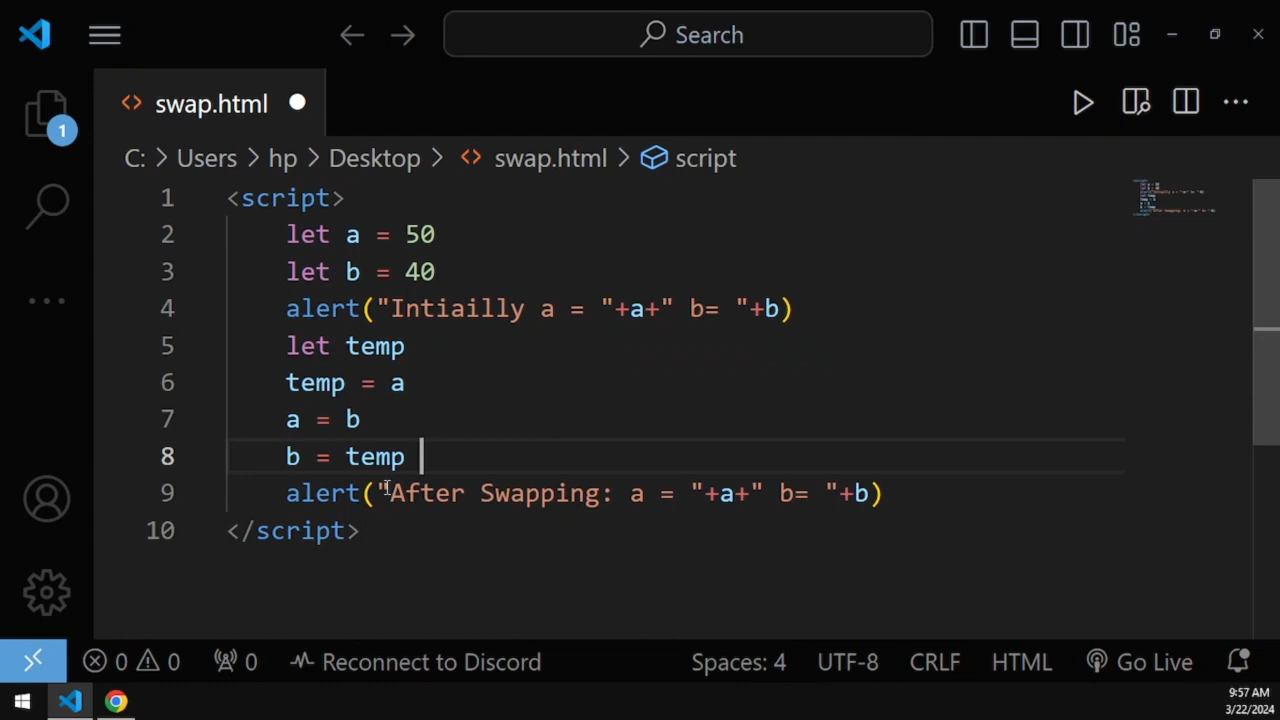 Search
swap.html
1
C: > Users > hp > Desktop > swap.html > script
1 <script>
2 let a = 50
3 let b = 40
4 alert("Intiailly a = "+a+" b= "+b)
5 let temp
6 temp = a
7 a = b
8 b = temp
9 alert("After Swapping: a = "+a+" b= "+b)
10 </script>
0 0 0 Reconnect to Discord Spaces: 4 UTF-8 CRLF HTML Go Live
9:57 AM
3/22/2024